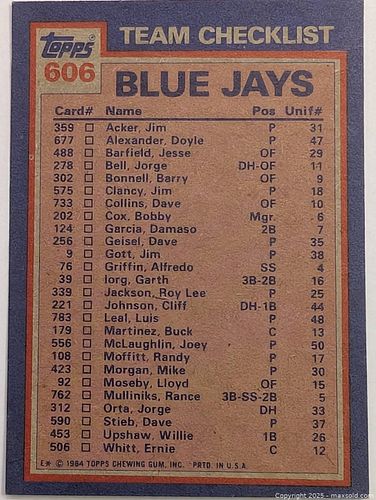 Topps
606
TEAM CHECKLIST
BLUE JAYS
Card# Name Pos Unif#
359 □ Acker, Jim P 31
677 □ Alexander, Doyle P 47
488 □ Barfield, Jesse OF 29
278 □ Bell, Jorge DH-OF 11
302 □ Bonnell, Barry OF 9
575 □ Clancy, Jim P 18
733 □ Collins, Dave OF 10
202 □ Cox, Bobby Mgr. 6
124 □ Garcia, Damaso 2B 7
256 □ Geisel, Dave P 35
9 □ Gott, Jim P 38
76 □ Griffin, Alfredo SS 4
39 □ Iorg, Garth 3B-2B 16
339 □ Jackson, Roy Lee P 25
221 □ Johnson, Cliff DH-1B 44
783 □ Leal, Luis P 48
179 □ Martinez, Buck C 13
556 □ McLaughlin, Joey P 50
108 □ Moffitt, Randy P 17
423 □ Morgan, Mike P 30
92 □ Moseby, Lloyd OF 15
762 □ Mulliniks, Rance 3B-SS-2B 5
312 □ Orta, Jorge DH 33
590 □ Stieb, Dave P 37
453 □ Upshaw, Willie 1B 26
506 □ Whitt, Ernie C 12
E* © 1984 TOPPS CHEWING GUM, INC. PRTD IN U.S.A.
Copyright 2025 - maxsold.com